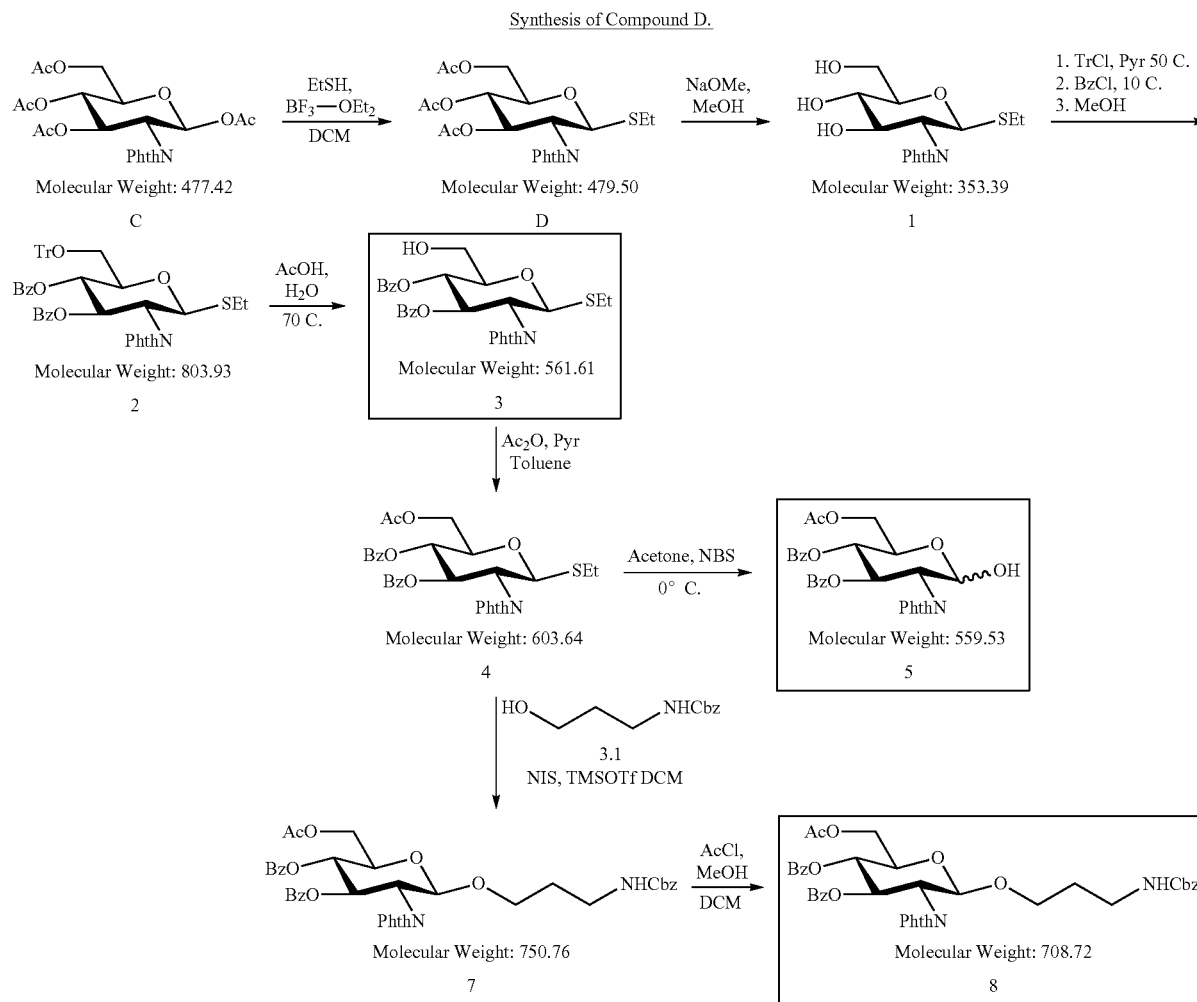 Synthesis of Compound D.
AcO
AcO
AcO
O
OAc
PhthN
Molecular Weight: 477.42
C
EtSH,
BF3—OEt2
DCM
AcO
AcO
AcO
O
SEt
PhthN
Molecular Weight: 479.50
D
NaOMe,
MeOH
HO
HO
HO
O
SEt
PhthN
Molecular Weight: 353.39
1
1. TrCl, Pyr 50 C.
2. BzCl, 10 C.
3. MeOH
TrO
BzO
BzO
O
SEt
PhthN
Molecular Weight: 803.93
2
AcOH,
H2O
70 C.
HO
BzO
BzO
O
SEt
PhthN
Molecular Weight: 561.61
3
Ac2O, Pyr
Toluene
AcO
BzO
BzO
O
SEt
PhthN
Molecular Weight: 603.64
4
Acetone, NBS
0° C.
AcO
BzO
BzO
O
OH
PhthN
Molecular Weight: 559.53
5
HO
NHCbz
3.1
NIS, TMSOTf DCM
AcO
BzO
BzO
O
O
NHCbz
PhthN
Molecular Weight: 750.76
7
AcCl,
MeOH
DCM
AcO
BzO
BzO
O
O
NHCbz
PhthN
Molecular Weight: 708.72
8